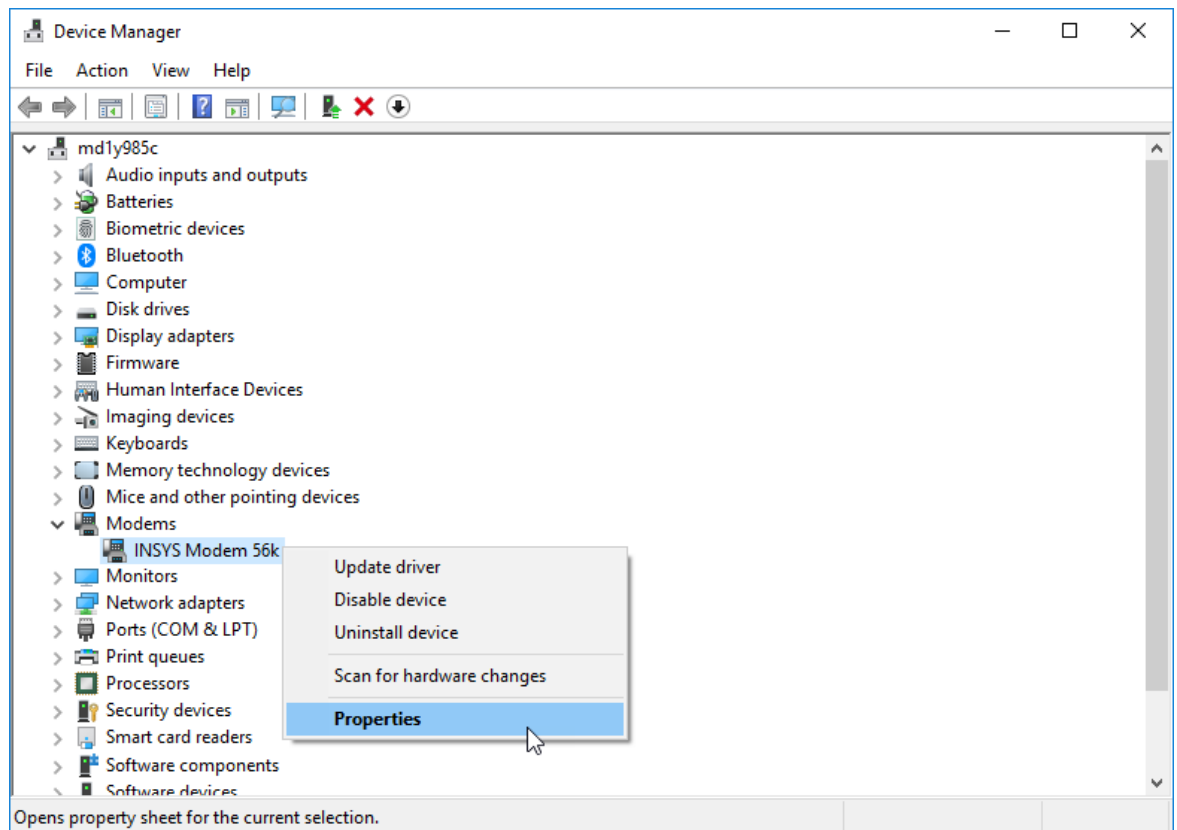 Device Manager
File Action View Help
md1y985c
Audio inputs and outputs
Batteries
Biometric devices
Bluetooth
Computer
Disk drives
Display adapters
Firmware
Human Interface Devices
Imaging devices
Keyboards
Memory technology devices
Mice and other pointing devices
Modems
INSYS Modem 56k
Monitors
Network adapters
Ports (COM & LPT)
Print queues
Processors
Security devices
Smart card readers
Software components
Software devices
Update driver
Disable device
Uninstall device
Scan for hardware changes
Properties
Opens property sheet for the current selection.